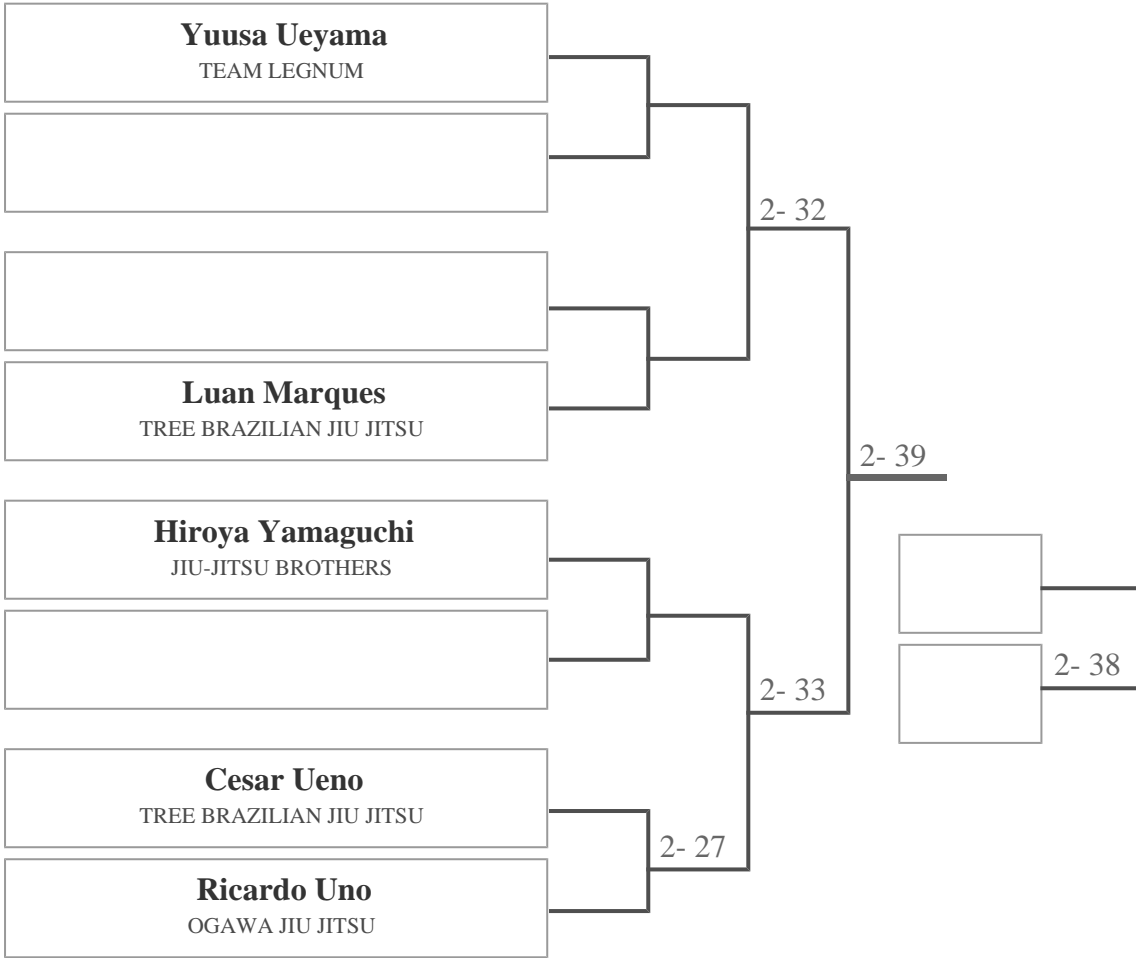 Yuusa Ueyama
TEAM LEGNUM
2- 32
Luan Marques
TREE BRAZILIAN JIU JITSU
2- 39
Hiroya Yamaguchi
JIU-JITSU BROTHERS
2- 38
2- 33
Cesar Ueno
TREE BRAZILIAN JIU JITSU
2- 27
Ricardo Uno
OGAWA JIU JITSU